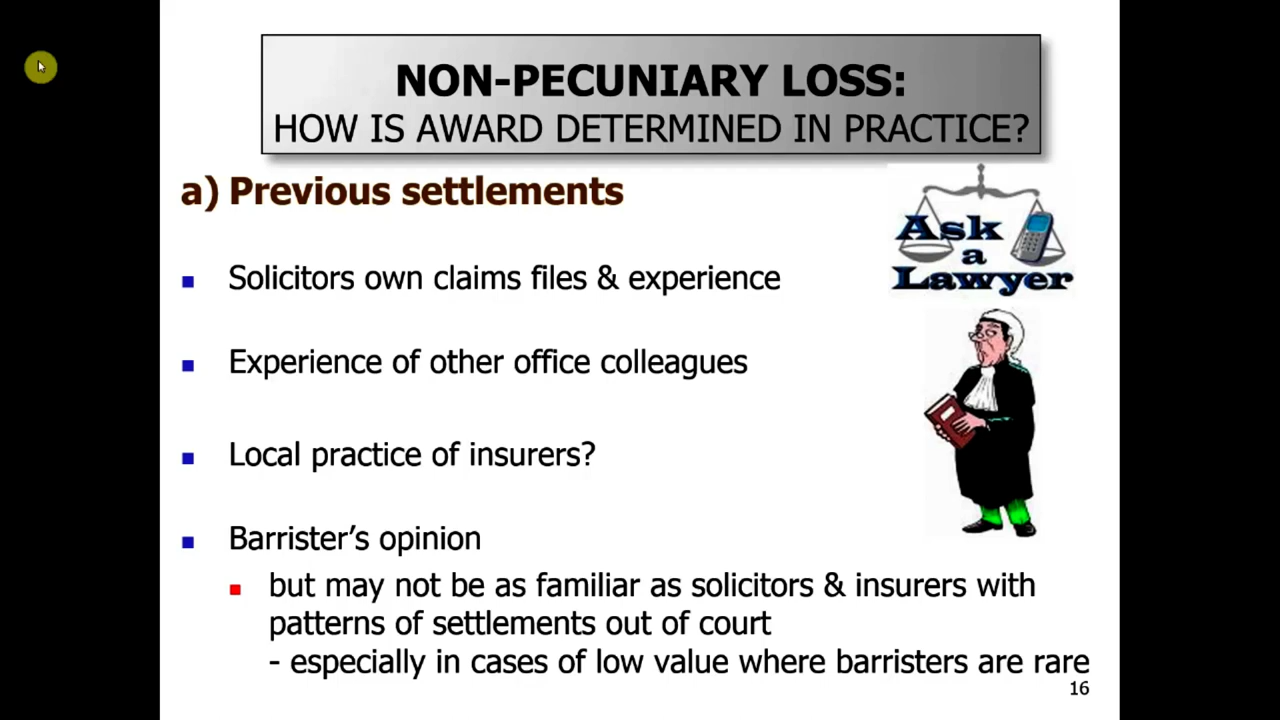 NON-PECUNIARY LOSS:
HOW IS AWARD DETERMINED IN PRACTICE?
a) Previous settlements
Ask
a
Lawyer
Solicitors own claims files & experience
Experience of other office colleagues
Local practice of insurers?
Barrister’s opinion
but may not be as familiar as solicitors & insurers with
patterns of settlements out of court
- especially in cases of low value where barristers are rare
16